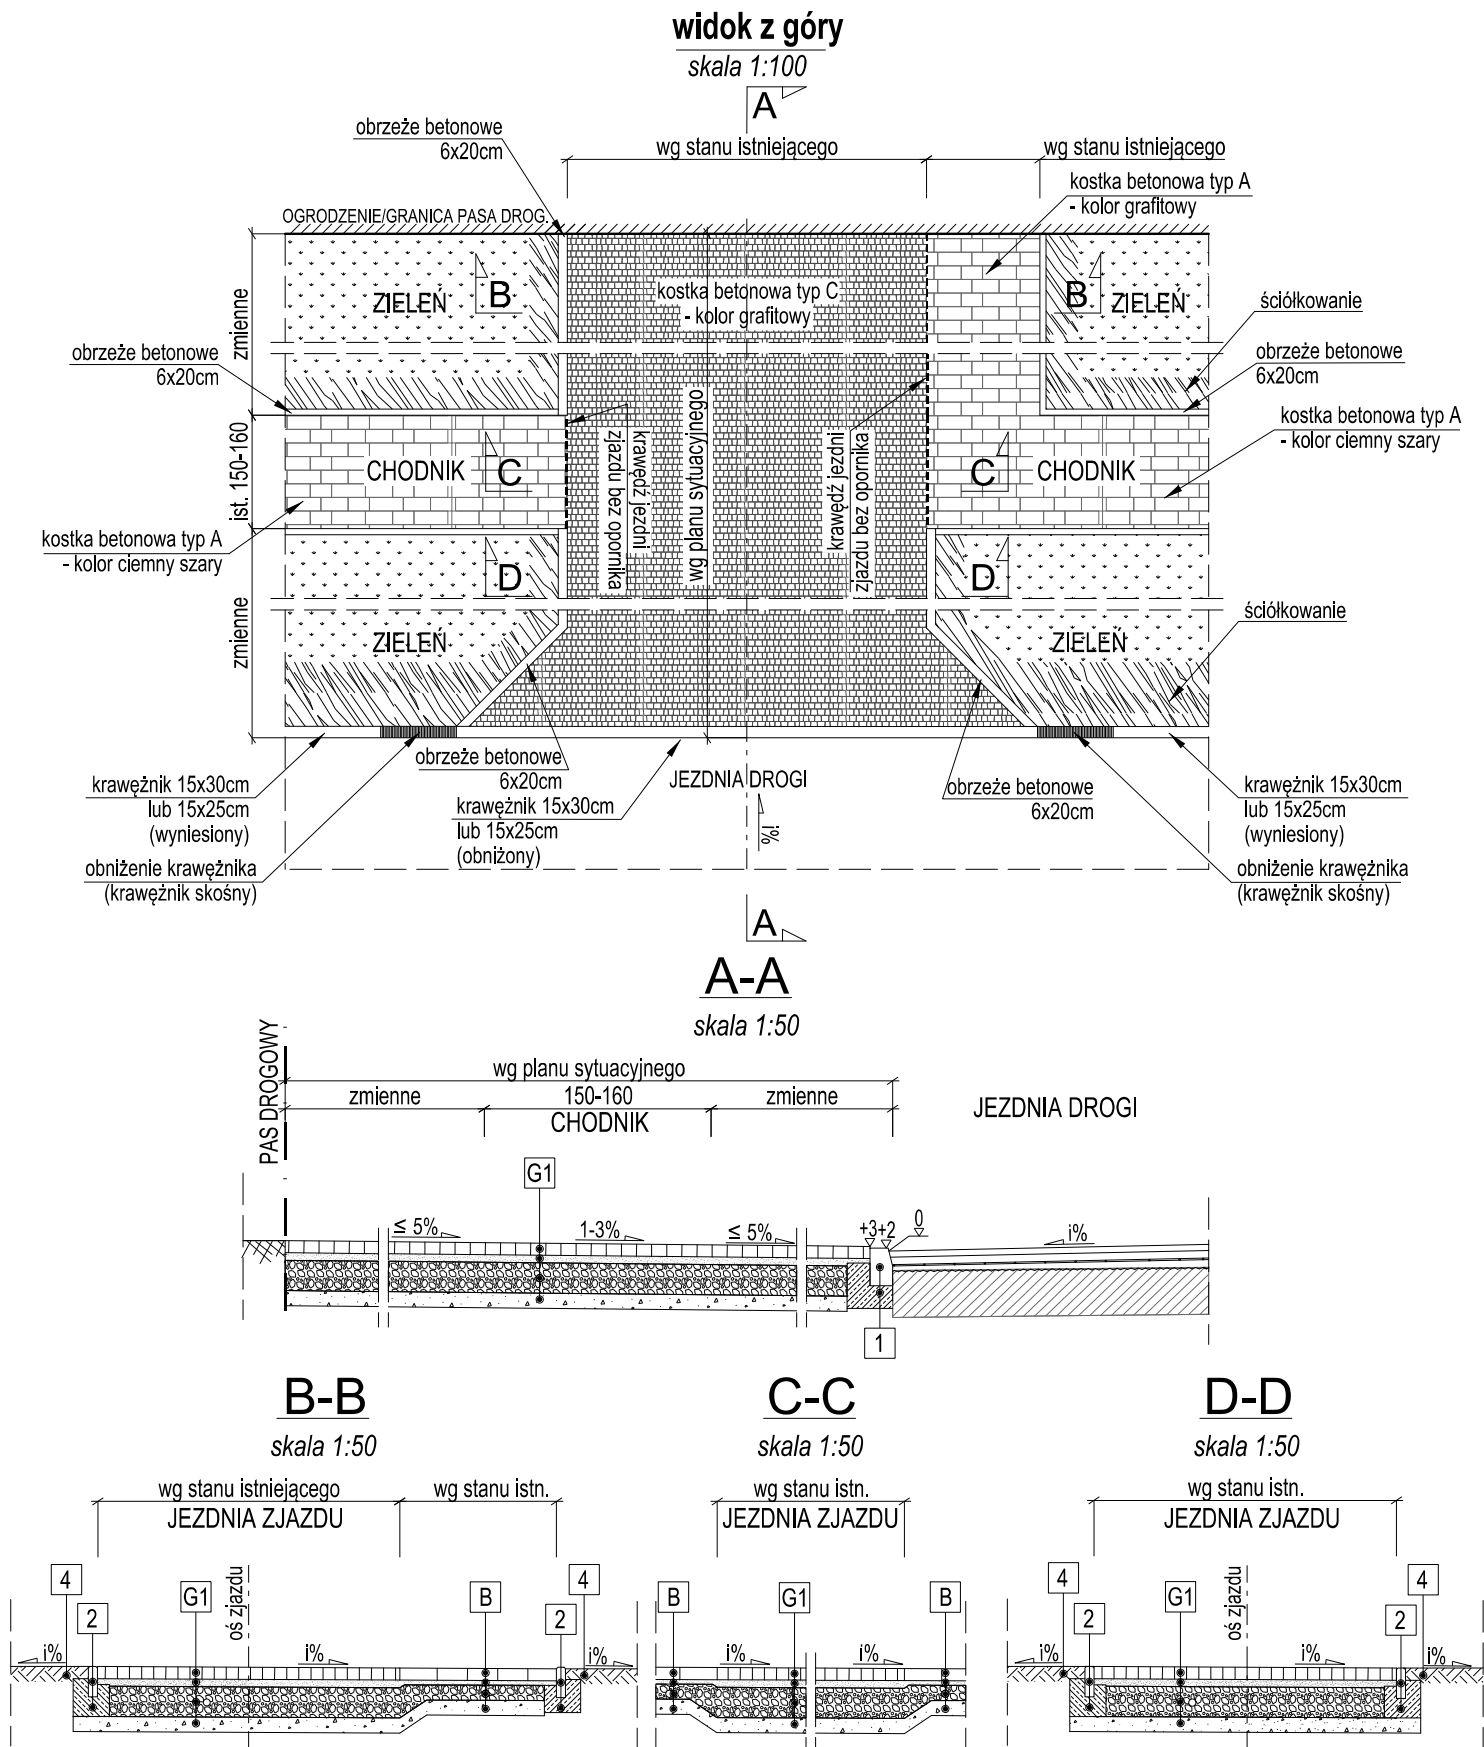 widok z góry
skala 1:100
A
obrzeże betonowe
6x20cm
wg stanu istniejącego
wg stanu istniejącego
kostka betonowa typ A
- kolor grafitowy
OGRODZENIE/GRANICA PASA DROG.
ZIELEŃ
B
kostka betonowa typ C
- kolor grafitowy
B
ZIELEŃ
ściółkowanie
zmienne
obrzeże betonowe
6x20cm
obrzeże betonowe
6x20cm
kostka betonowa typ A
- kolor ciemny szary
ist. 150-160
CHODNIK
C
krawędź jezdni
zjazdu bez opornika
wg planu sytuacyjnego
krawędź jezdni
zjazdu bez opornika
C
CHODNIK
kostka betonowa typ A
- kolor ciemny szary
D
D
zmienne
ZIELEŃ
ZIELEŃ
ściółkowanie
krawężnik 15x30cm
lub 15x25cm
(wyniesiony)
obniżenie krawężnika
(krawężnik skośny)
obrzeże betonowe
6x20cm
krawężnik 15x30cm
lub 15x25cm
(obniżony)
JEZDNIA DROGI
i%
obrzeże betonowe
6x20cm
krawężnik 15x30cm
lub 15x25cm
(wyniesiony)
obniżenie krawężnika
(krawężnik skośny)
A
A-A
skala 1:50
PAS DROGOWY
wg planu sytuacyjnego
zmienne
150-160
zmienne
CHODNIK
JEZDNIA DROGI
G1
≤ 5%
1-3%
≤ 5%
+3
+2
0
i%
1
B-B
skala 1:50
wg stanu istniejącego
wg stanu istn.
JEZDNIA ZJAZDU
4
2
G1
oś zjazdu
B
2
4
i%
i%
i%
C-C
skala 1:50
wg stanu istn.
JEZDNIA ZJAZDU
B
G1
B
i%
i%
D-D
skala 1:50
wg stanu istn.
JEZDNIA ZJAZDU
4
2
G1
oś zjazdu
2
4
i%
i%
i%